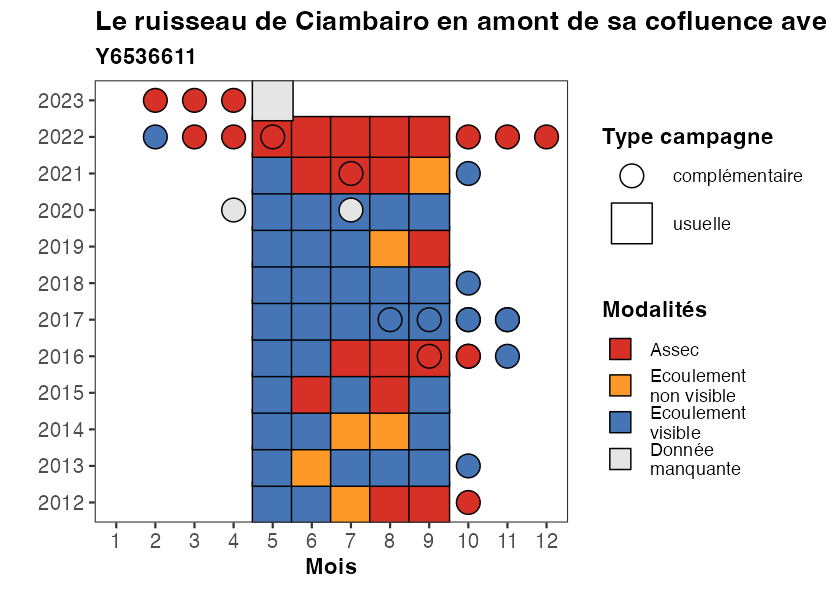 Le ruisseau de Ciambairo en amont de sa cofluence ave
Y6536611
2023
2022
2021
2020
2019
2018
2017
2016
2015
2014
2013
2012
1 2 3 4 5 6 7 8 9 10 11 12
Mois
Type campagne
complémentaire
usuelle
Modalités
Assec
Ecoulement
non visible
Ecoulement
visible
Donnée
manquante